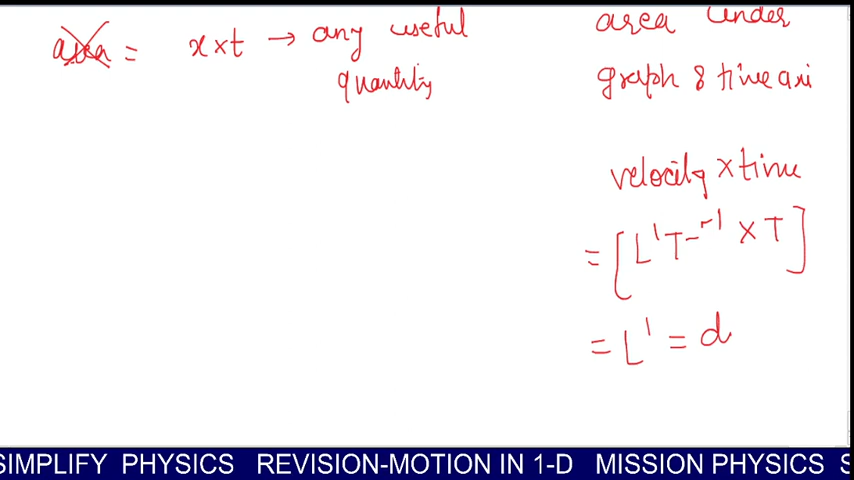 area = x×t → any useful
quantity
area under
graph & time axi
velocity × time
= [L¹T⁻¹ × T]
= L¹ = d
SIMPLIFY PHYSICS REVISION-MOTION IN 1-D MISSION PHYSICS S